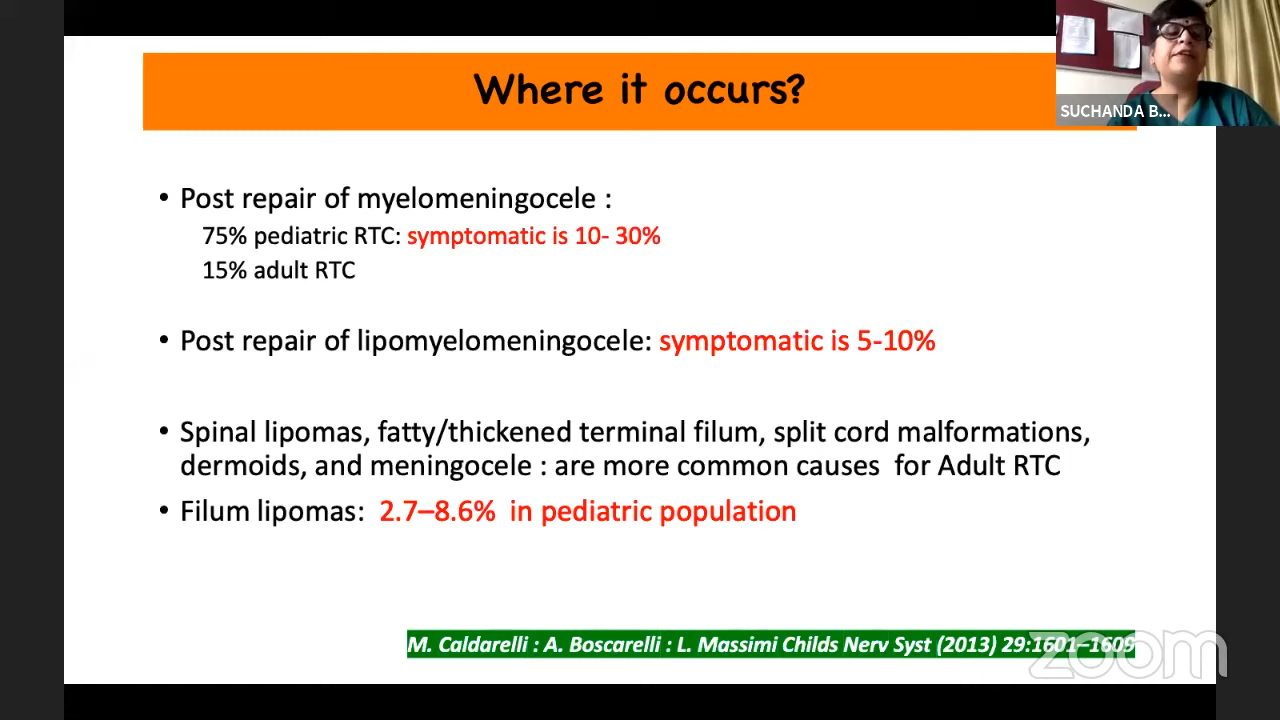 Where it occurs?
SUCHANDA B...
• Post repair of myelomeningocele :
75% pediatric RTC: symptomatic is 10- 30%
15% adult RTC
• Post repair of lipomyelomeningocele: symptomatic is 5-10%
• Spinal lipomas, fatty/thickened terminal filum, split cord malformations,
dermoids, and meningocele : are more common causes for Adult RTC
• Filum lipomas: 2.7–8.6% in pediatric population
M. Caldarelli : A. Boscarelli : L. Massimi Childs Nerv Syst (2013) 29:1601–1609
zoom